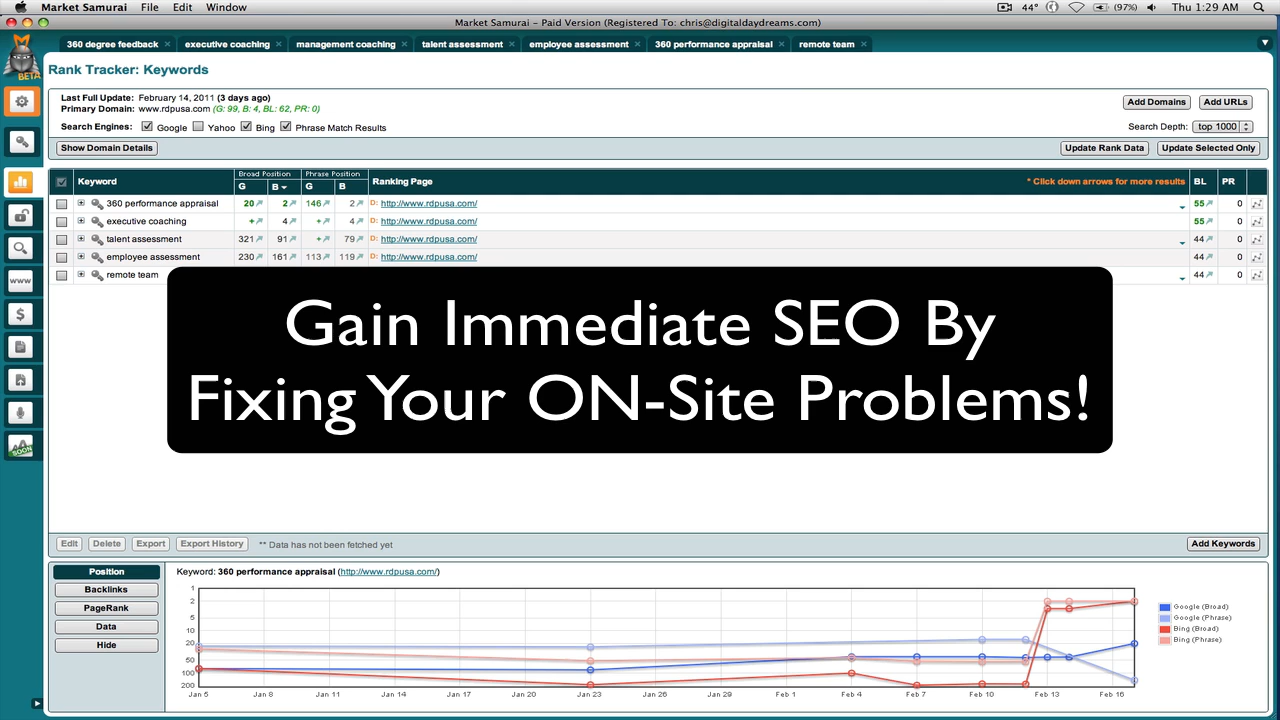 Market Samurai File Edit Window 44° (97%) Thu 1:29 AM
Market Samurai – Paid Version (Registered To: chris@digitaldaydreams.com)
360 degree feedback × executive coaching × management coaching × talent assessment × employee assessment × 360 performance appraisal × remote team ×
BETA
Rank Tracker: Keywords
Last Full Update: February 14, 2011 (3 days ago)
Primary Domain: www.rdpusa.com (G: 99, B: 4, BL: 62, PR: 0)
Add Domains Add URLs
Search Engines: Google Yahoo Bing Phrase Match Results Search Depth: top 1000
Show Domain Details Update Rank Data Update Selected Only
Keyword Broad Position Phrase Position Ranking Page * Click down arrows for more results BL PR
G B G B
360 performance appraisal 20 2 146 2 D: http://www.rdpusa.com/ 55 0
executive coaching + 4 + 4 D: http://www.rdpusa.com/ 55 0
talent assessment 321 91 + 79 D: http://www.rdpusa.com/ 44 0
employee assessment 230 161 113 119 D: http://www.rdpusa.com/ 44 0
remote team 44 0
www
$
SOON
Gain Immediate SEO By
Fixing Your ON-Site Problems!
Edit Delete Export Export History ** Data has not been fetched yet Add Keywords
Position
Backlinks
PageRank
Data
Hide
Keyword: 360 performance appraisal (http://www.rdpusa.com/)
1
2
5
10
20
50
100
200
Jan 5 Jan 8 Jan 11 Jan 14 Jan 17 Jan 20 Jan 23 Jan 26 Jan 29 Feb 1 Feb 4 Feb 7 Feb 10 Feb 13 Feb 16
Google (Broad)
Google (Phrase)
Bing (Broad)
Bing (Phrase)